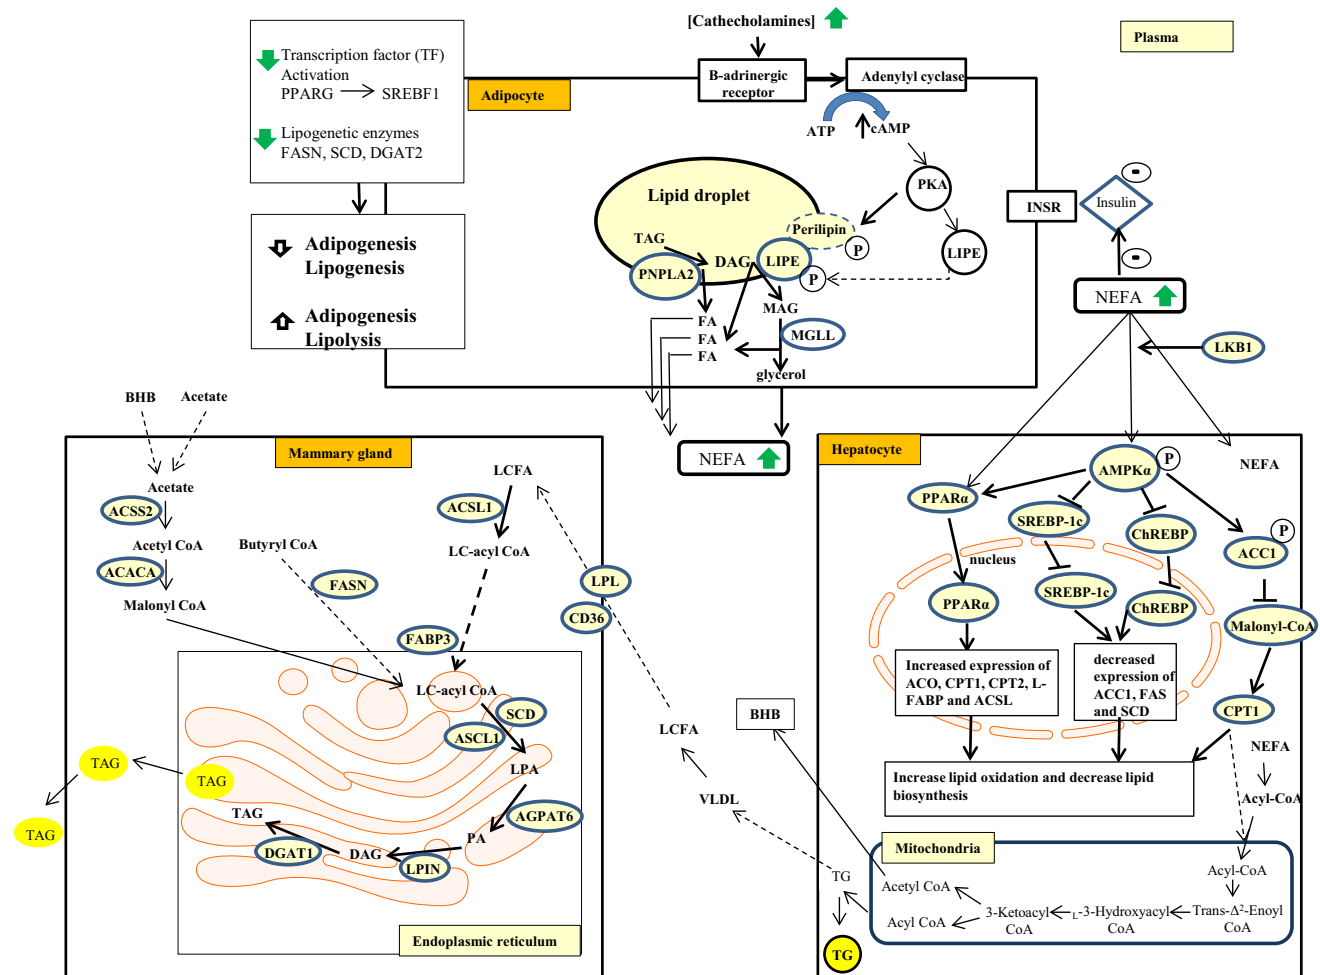 [Cathecholamines]
Plasma
Transcription factor (TF)
Activation
PPARG
SREBF1
Lipogenetic enzymes
FASN, SCD, DGAT2
Adipocyte
B-adrinergic
receptor
Adenylyl cyclase
ATP
cAMP
PKA
LIPE
INSR
Insulin
-
-
NEFA
LKB1
Adipogenesis
Lipogenesis
Adipogenesis
Lipolysis
Lipid droplet
Perilipin
P
TAG
PNPLA2
DAG
LIPE
P
MAG
MGLL
FA
FA
FA
glycerol
NEFA
BHB
Acetate
Mammary gland
Acetate
ACSS2
Acetyl CoA
ACACA
Malonyl CoA
Butyryl CoA
FASN
LCFA
ACSL1
LC-acyl CoA
FABP3
LPL
CD36
LC-acyl CoA
SCD
ASCL1
LPA
AGPAT6
PA
LPIN
DAG
DGAT1
TAG
TAG
TAG
TAG
Endoplasmic reticulum
LCFA
VLDL
BHB
TG
TG
Hepatocyte
AMPKα
P
NEFA
PPARα
SREBP-1c
ChREBP
P
ACC1
nucleus
PPARα
SREBP-1c
ChREBP
Malonyl-CoA
Increased expression of
ACO, CPT1, CPT2, L-
FABP and ACSL
decreased
expression of
ACC1, FAS
and SCD
CPT1
NEFA
Acyl-CoA
Increase lipid oxidation and decrease lipid
biosynthesis
Mitochondria
Acyl-CoA
Trans-Δ²-Enoyl
CoA
L-3-Hydroxyacyl
CoA
3-Ketoacyl
CoA
Acetyl CoA
Acyl CoA